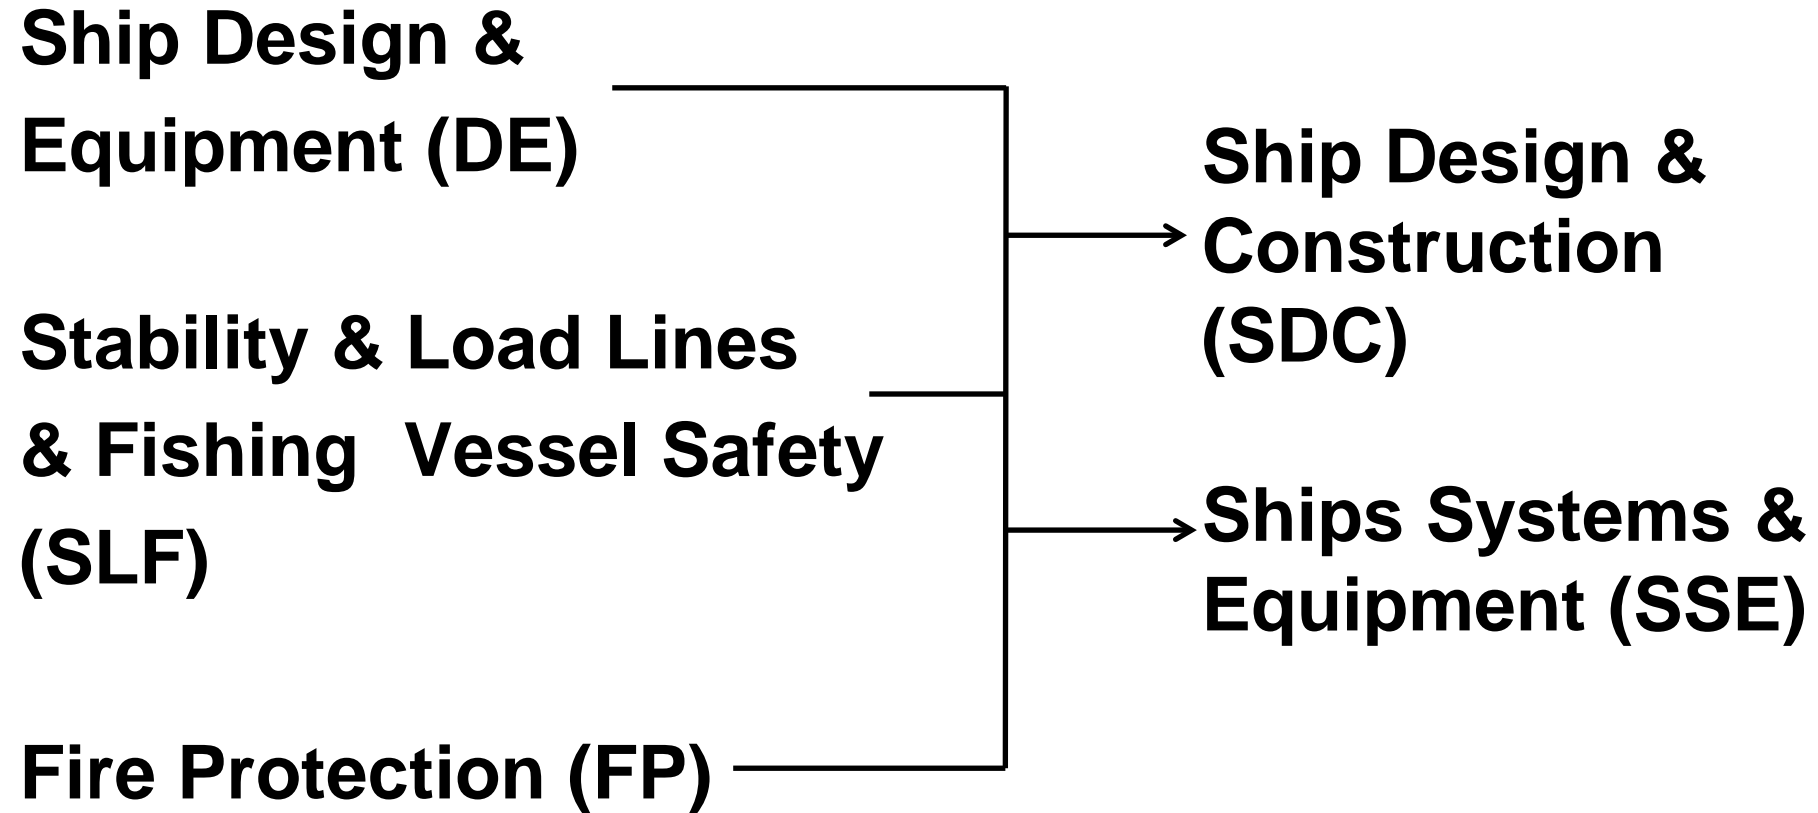 Ship Design &
Equipment (DE)
Stability & Load Lines
& Fishing Vessel Safety
(SLF)
Fire Protection (FP)
Ship Design &
Construction
(SDC)
Ships Systems &
Equipment (SSE)